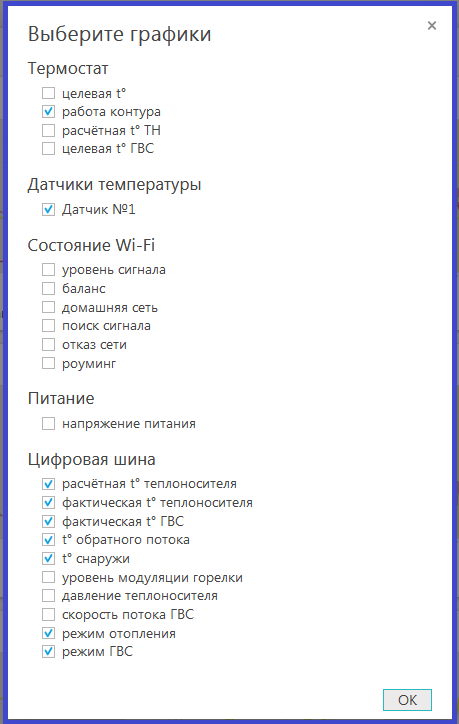 Выберите графики
×
Термостат
целевая t°
работа контура
расчётная t° ТН
целевая t° ГВС
Датчики температуры
Датчик №1
Состояние Wi-Fi
уровень сигнала
баланс
домашняя сеть
поиск сигнала
отказ сети
роуминг
Питание
напряжение питания
Цифровая шина
расчётная t° теплоносителя
фактическая t° теплоносителя
фактическая t° ГВС
t° обратного потока
t° снаружи
уровень модуляции горелки
давление теплоносителя
скорость потока ГВС
режим отопления
режим ГВС
OK